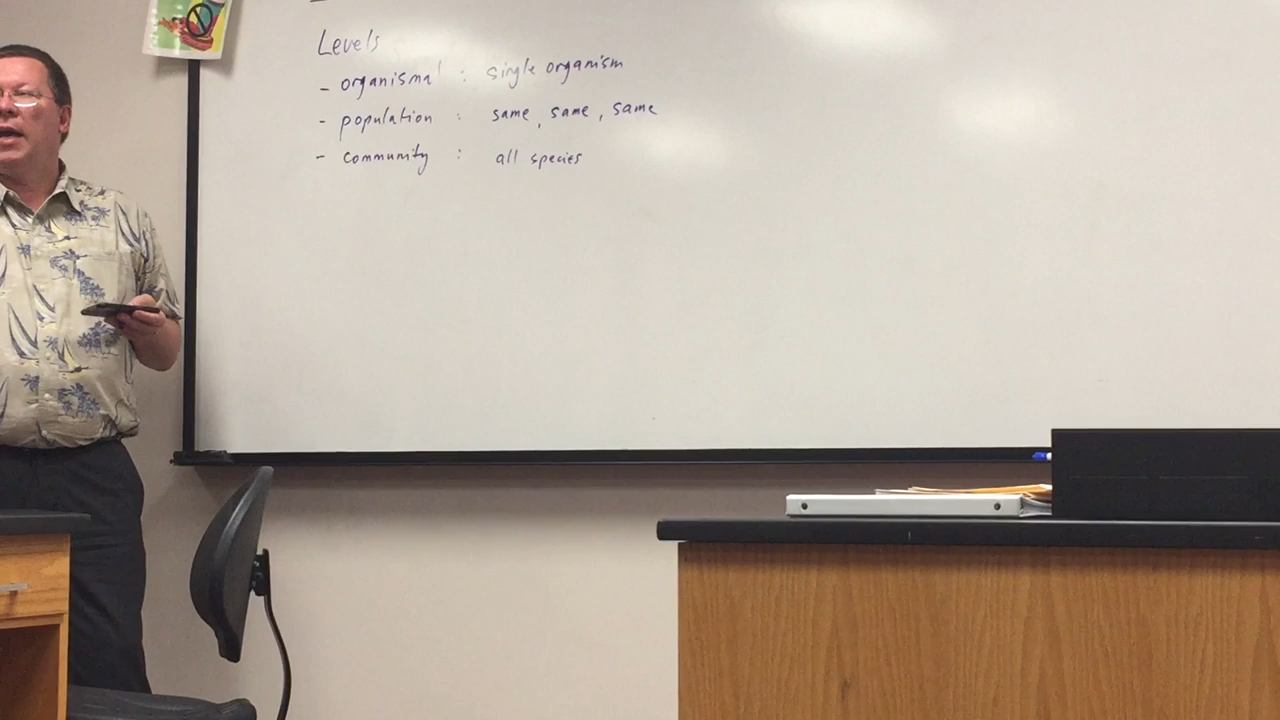 Levels
- organismal : single organism
- population : same, same, same
- community : all species